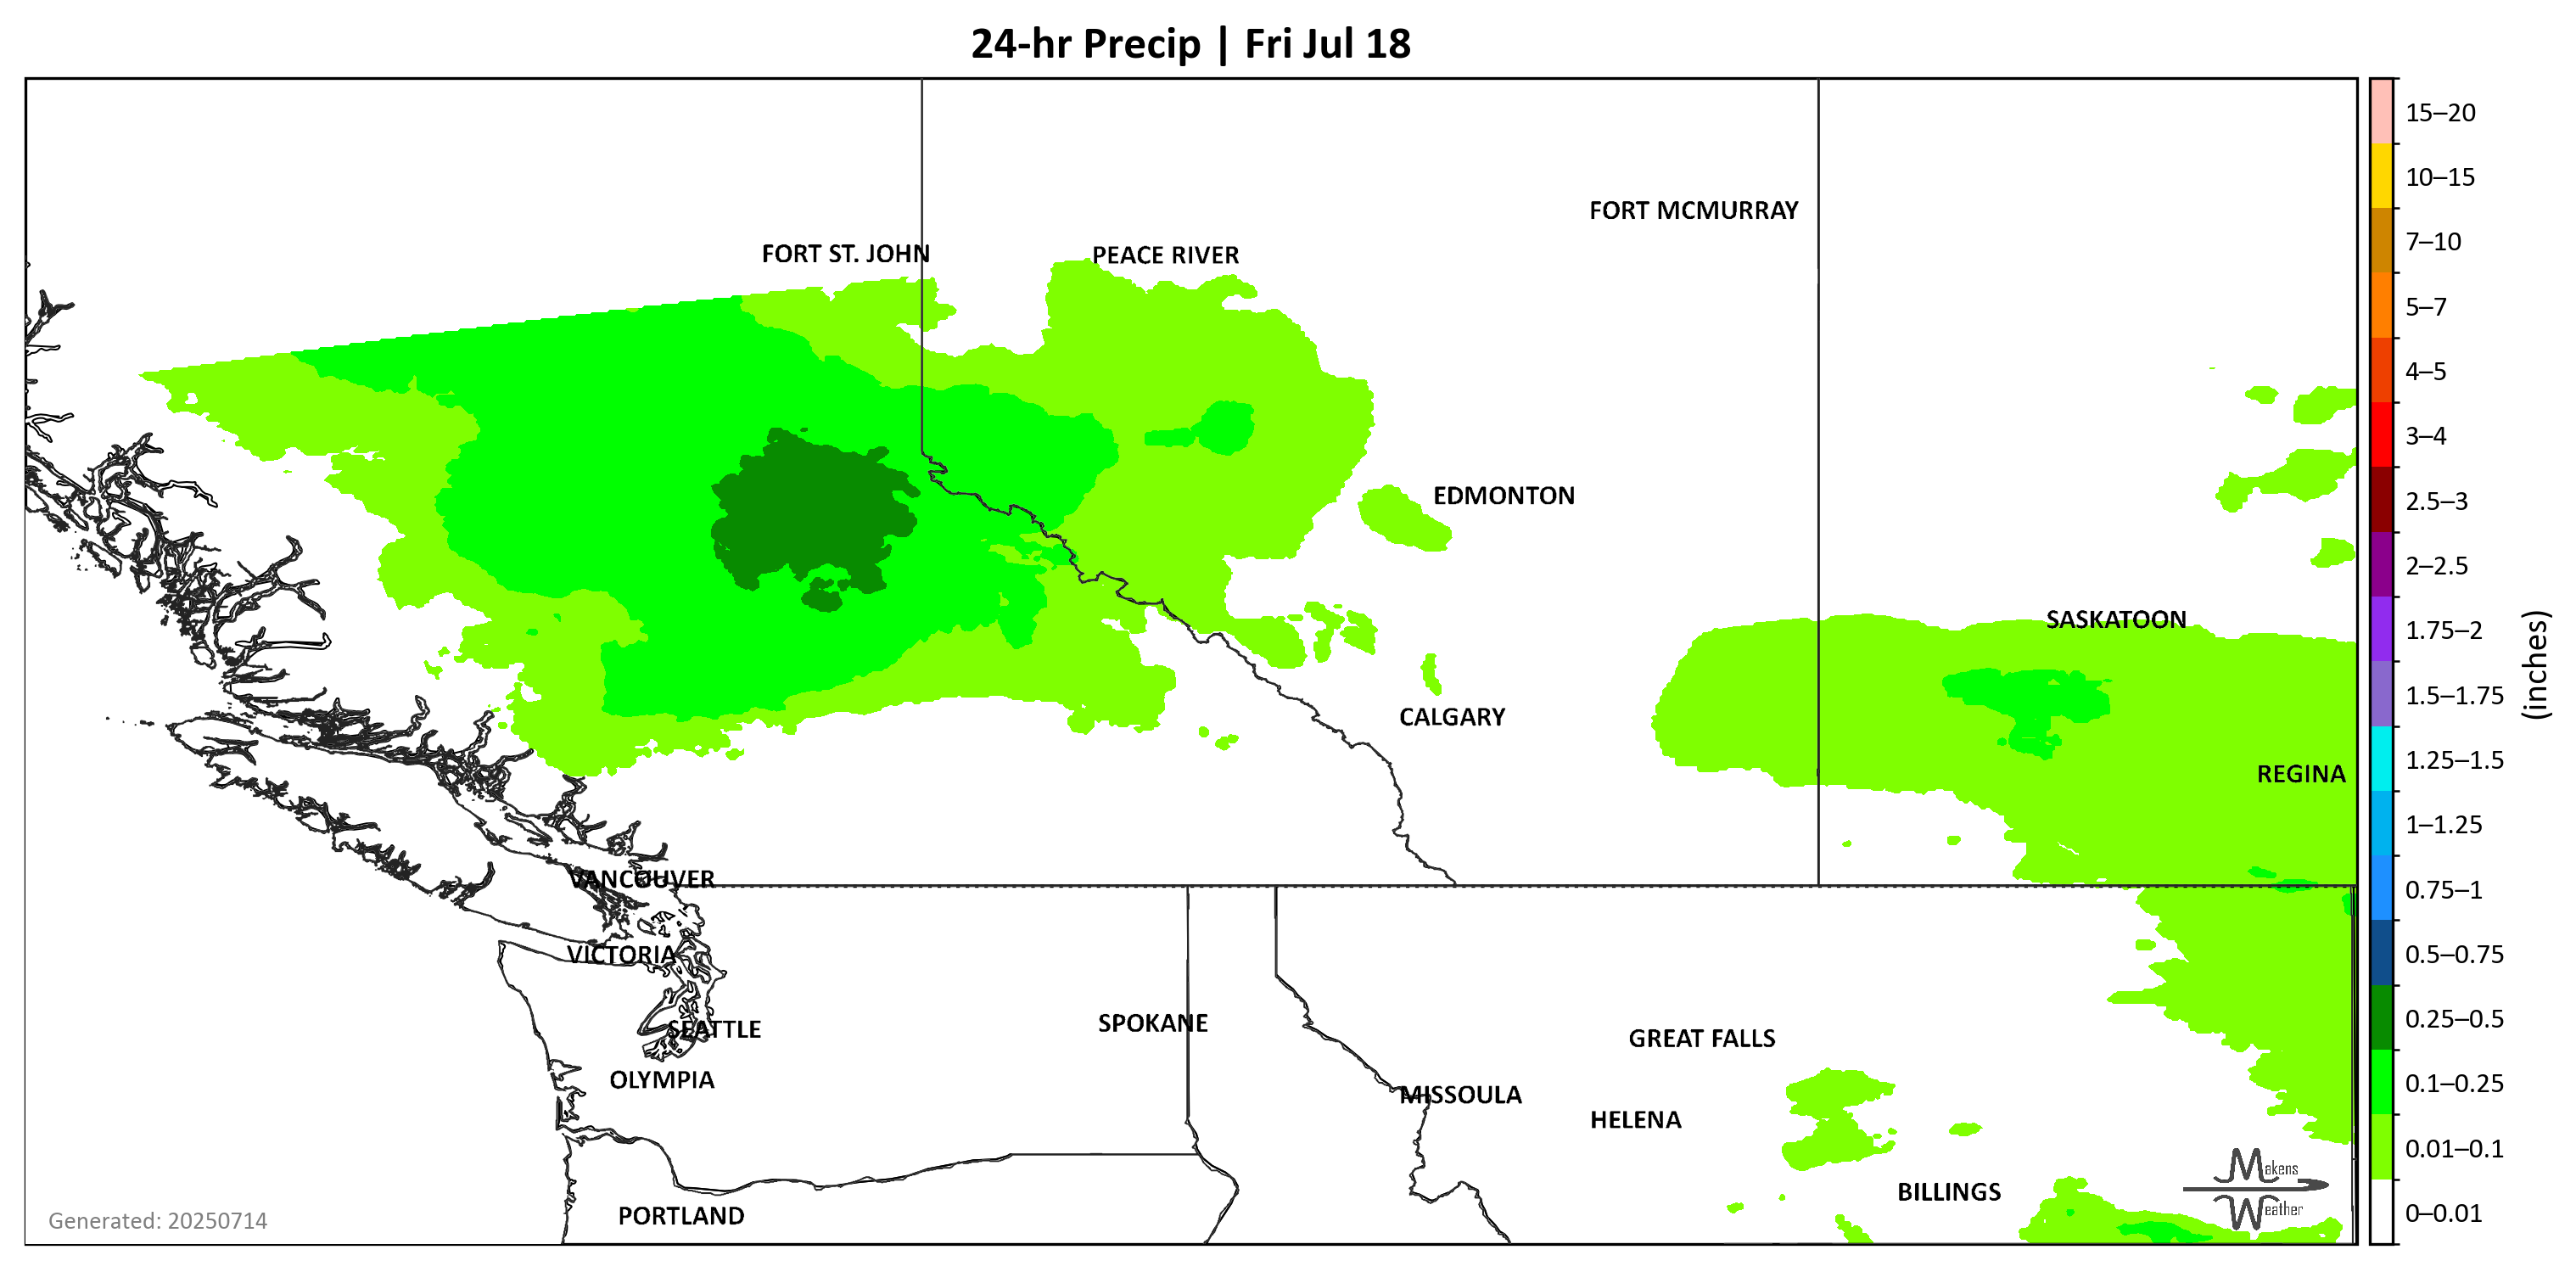 24-hr Precip | Fri Jul 18
FORT MCMURRAY
FORT ST. JOHN
PEACE RIVER
EDMONTON
SASKATOON
CALGARY
REGINA
VANCOUVER
VICTORIA
SEATTLE
SPOKANE
GREAT FALLS
OLYMPIA
MISSOULA
HELENA
BILLINGS
PORTLAND
Makens
Weather
Generated: 20250714
15–20
10–15
7–10
5–7
4–5
3–4
2.5–3
2–2.5
1.75–2
1.5–1.75
1.25–1.5
1–1.25
0.75–1
0.5–0.75
0.25–0.5
0.1–0.25
0.01–0.1
0–0.01
(inches)